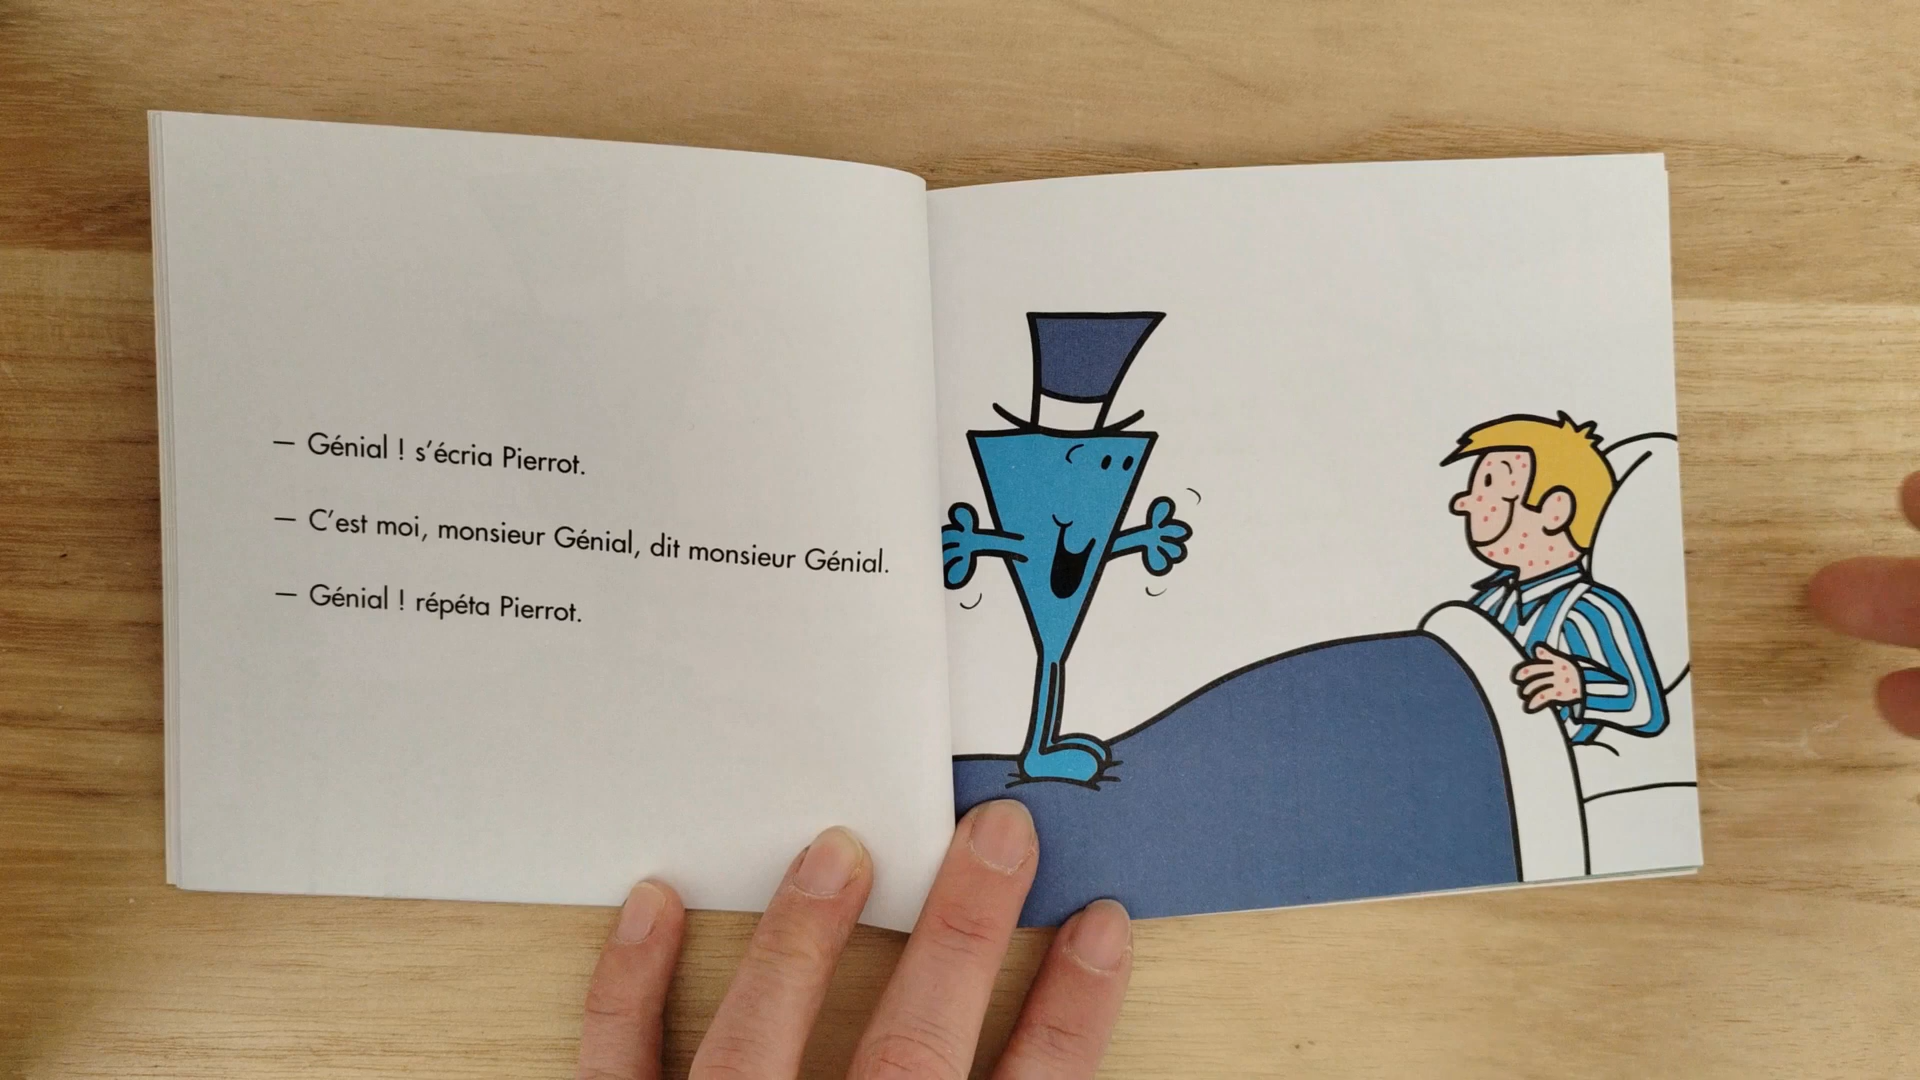 — Génial ! s’écria Pierrot.
— C’est moi, monsieur Génial, dit monsieur Génial.
— Génial ! répéta Pierrot.